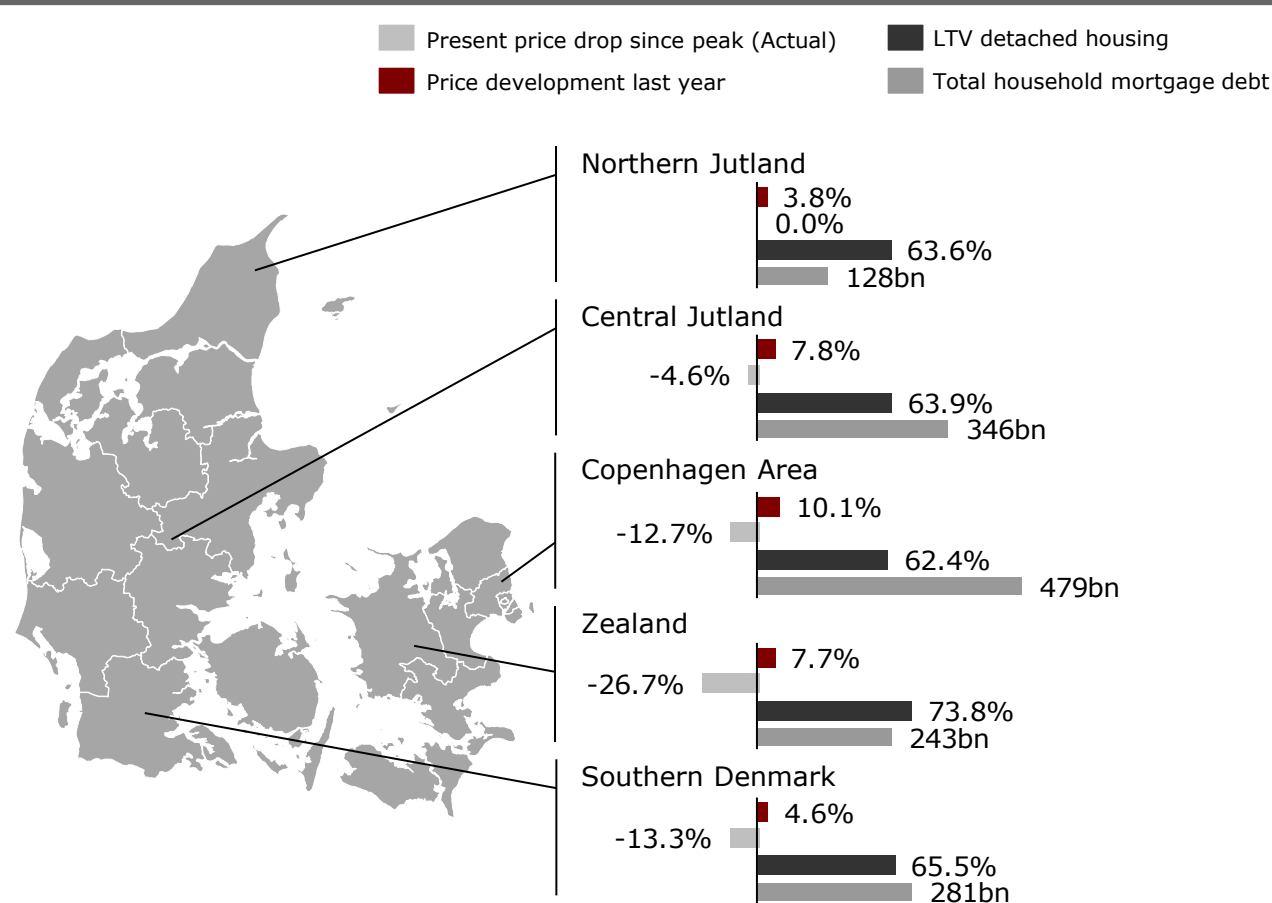 Present price drop since peak (Actual)
LTV detached housing
Price development last year
Total household mortgage debt
Northern Jutland
3.8%
0.0%
63.6%
128bn
Central Jutland
7.8%
-4.6%
63.9%
346bn
Copenhagen Area
10.1%
-12.7%
62.4%
479bn
Zealand
7.7%
-26.7%
73.8%
243bn
Southern Denmark
4.6%
-13.3%
65.5%
281bn